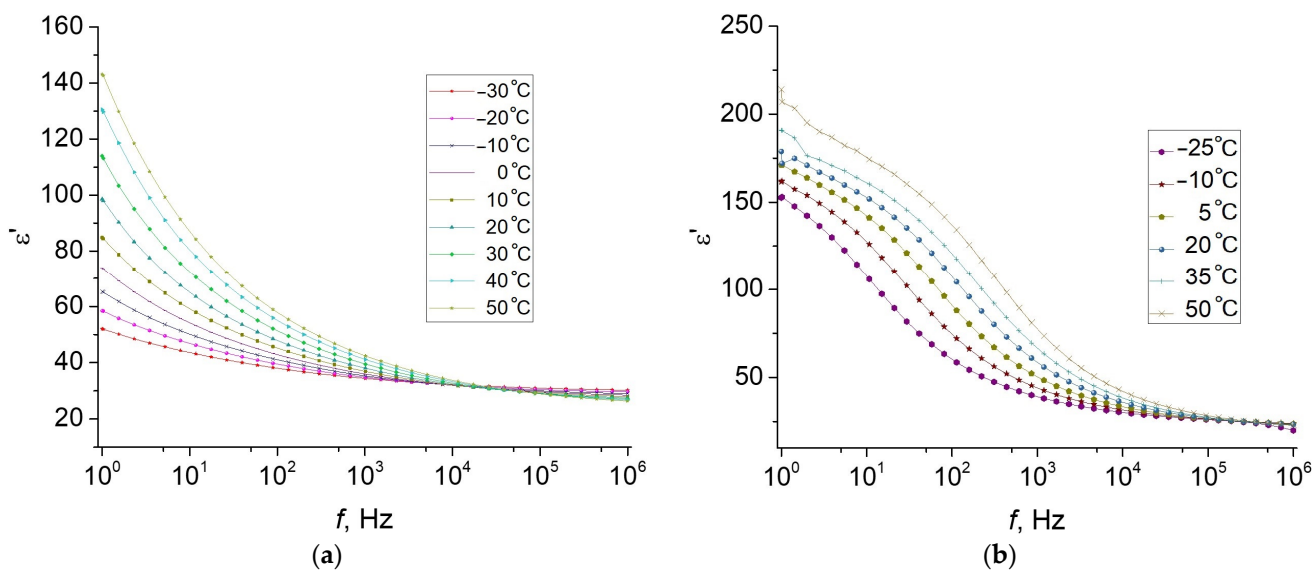 160
140
120
100
80
60
40
20
ε'
10⁰ 10¹ 10² 10³ 10⁴ 10⁵ 10⁶
f, Hz
−30°C
−20°C
−10°C
0°C
10°C
20°C
30°C
40°C
50°C
(a)
250
200
150
100
50
ε'
10⁰ 10¹ 10² 10³ 10⁴ 10⁵ 10⁶
f, Hz
−25°C
−10°C
5°C
20°C
35°C
50°C
(b)